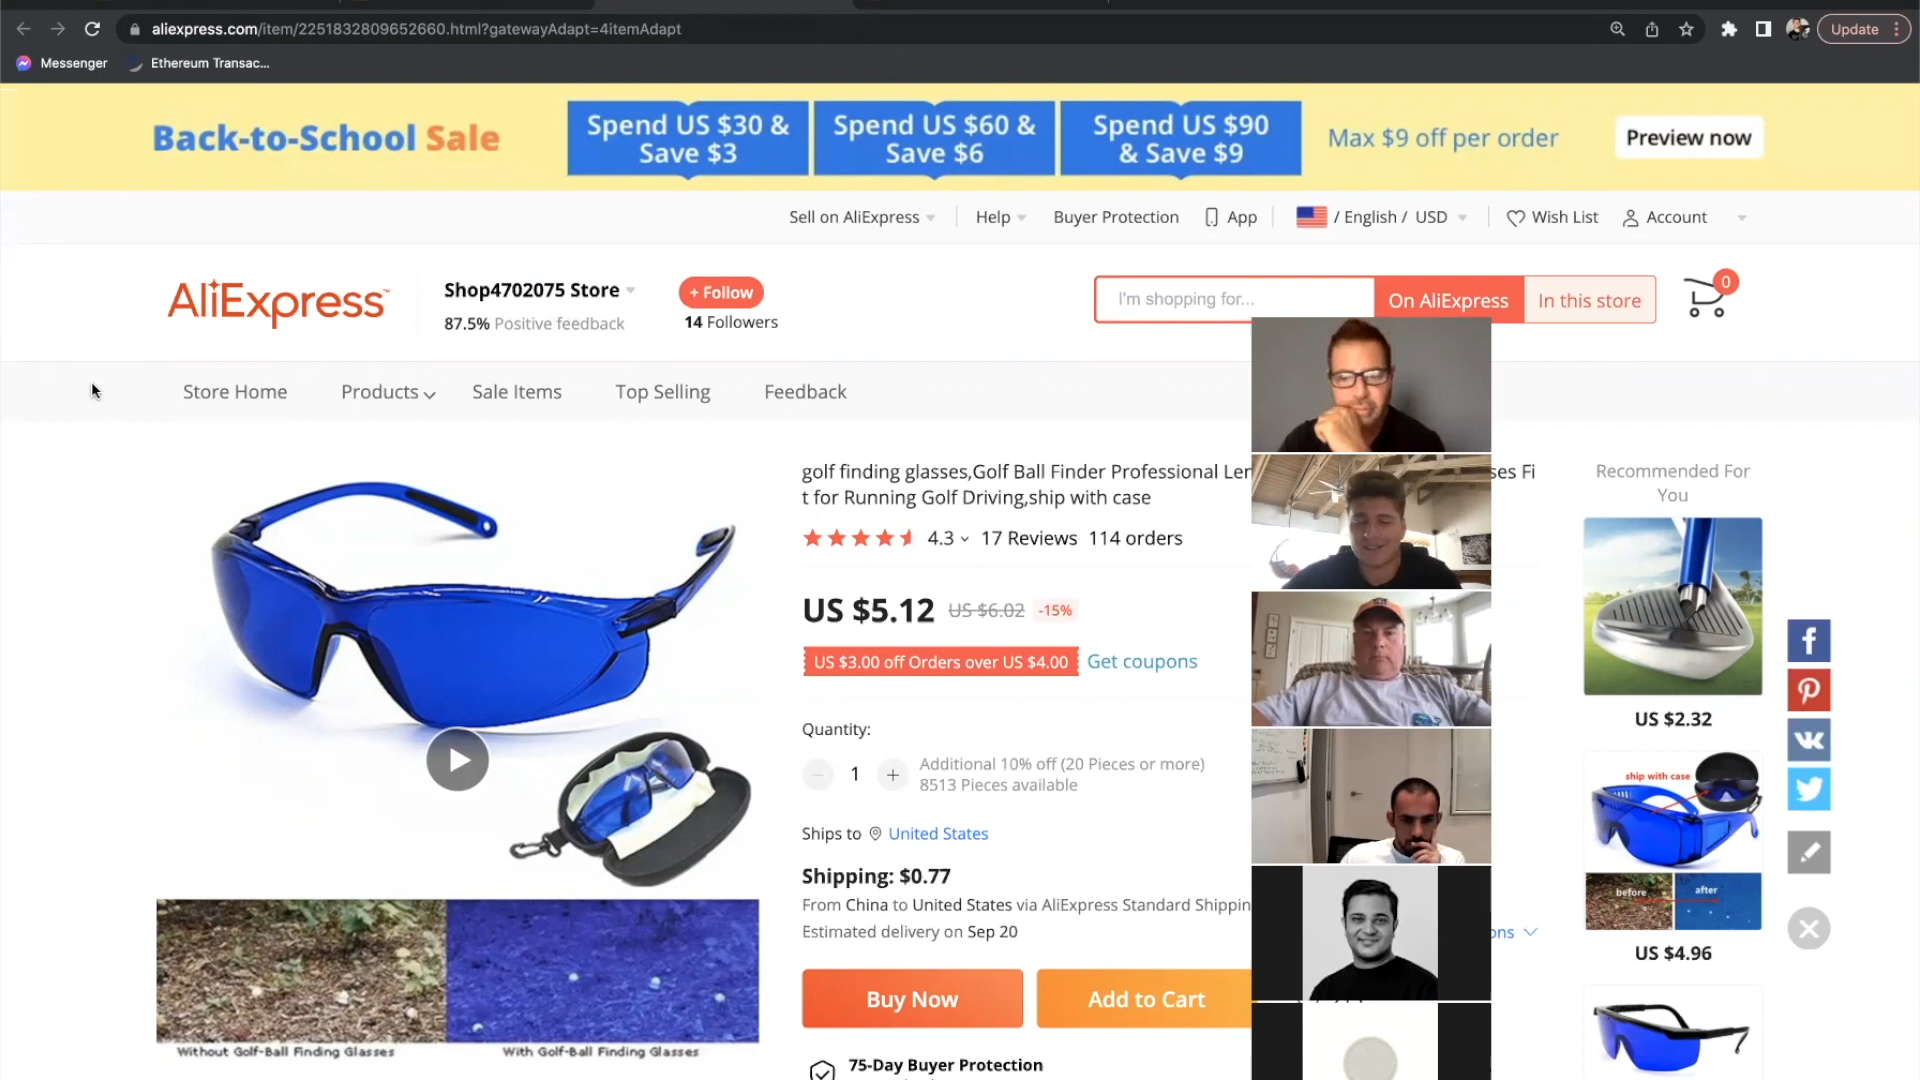 aliexpress.com/item/2251832809652660.html?gatewayAdapt=4itemAdapt
Update
Messenger
Ethereum Transac...
Back-to-School Sale
Spend US $30 &
Save $3
Spend US $60 &
Save $6
Spend US $90
& Save $9
Max $9 off per order
Preview now
Sell on AliExpress
Help
Buyer Protection
App
/ English / USD
Wish List
Account
AliExpress™
Shop4702075 Store
87.5% Positive feedback
+ Follow
14 Followers
I'm shopping for...
On AliExpress
In this store
0
Store Home
Products
Sale Items
Top Selling
Feedback
golf finding glasses,Golf Ball Finder Professional
t for Running Golf Driving,ship with case
4.3
17 Reviews
114 orders
US $5.12
US $6.02
-15%
US $3.00 off Orders over US $4.00
Get coupons
Quantity:
1
Additional 10% off (20 Pieces or more)
8513 Pieces available
Ships to
United States
Shipping: $0.77
From China to United States via AliExpress Standard
Estimated delivery on Sep 20
Buy Now
Add to Cart
75-Day Buyer Protection
Without Golf-Ball Finding Glasses
With Golf-Ball Finding Glasses
Recommended For
You
US $2.32
ship with case
before
after
US $4.96